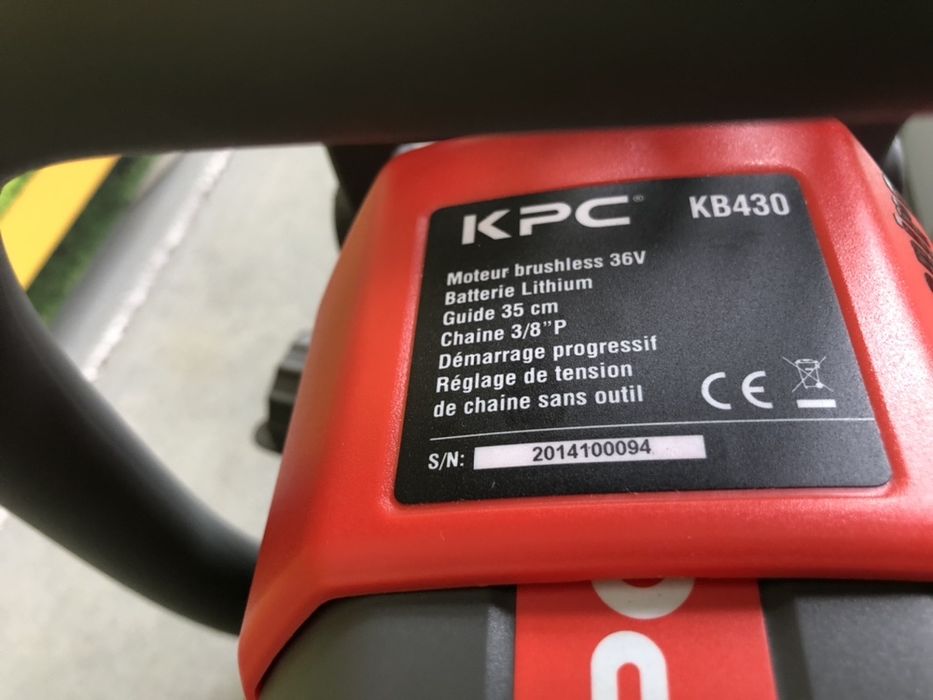 KPC® KB430
Moteur brushless 36V
Batterie Lithium
Guide 35 cm
Chaine 3/8”P
Démarrage progressif
Réglage de tension
de chaine sans outil
CE
S/N: 2014100094